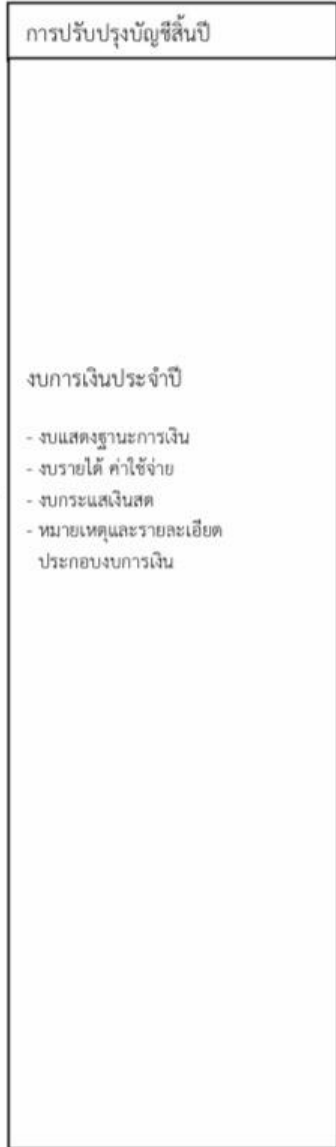 การปรับปรุงบัญชีสิ้นปี
งบการเงินประจำปี
- งบแสดงฐานะการเงิน
- งบรายได้ ค่าใช้จ่าย
- งบกระแสเงินสด
- หมายเหตุและรายละเอียด
ประกอบงบการเงิน